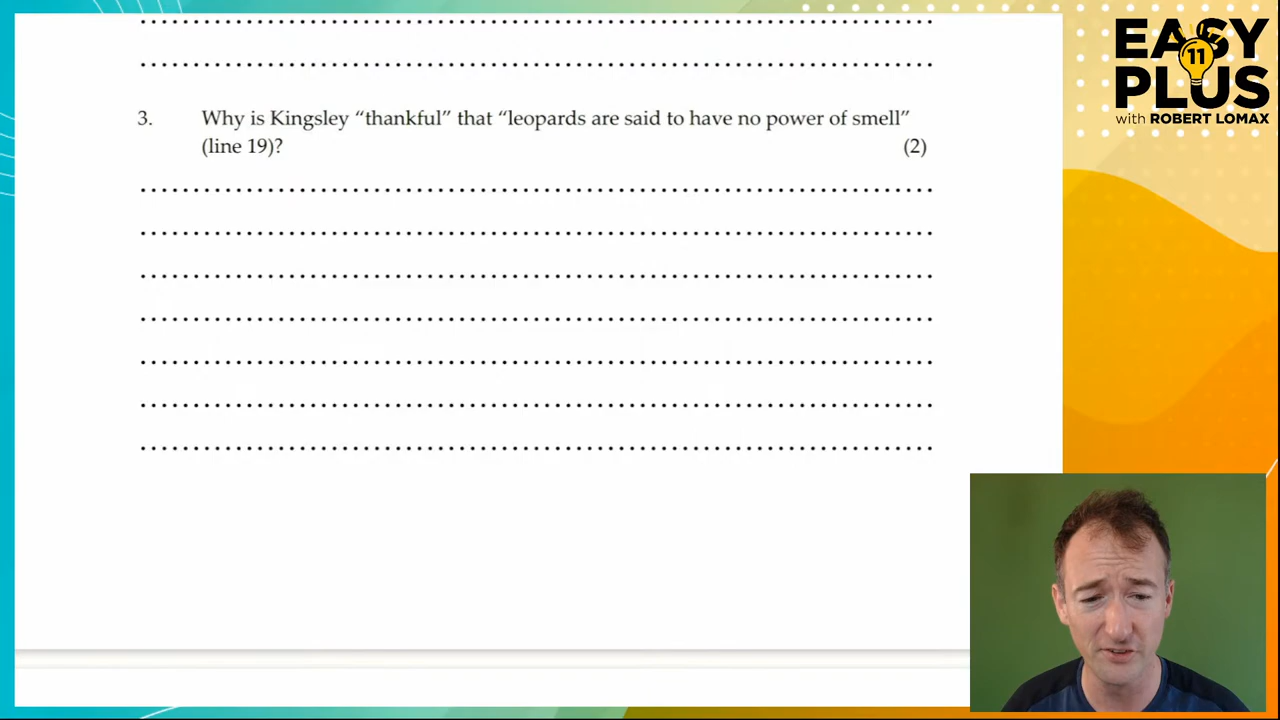 EASY
11
PLUS
with ROBERT LOMAX
3. Why is Kingsley “thankful” that “leopards are said to have no power of smell”
(line 19)? (2)